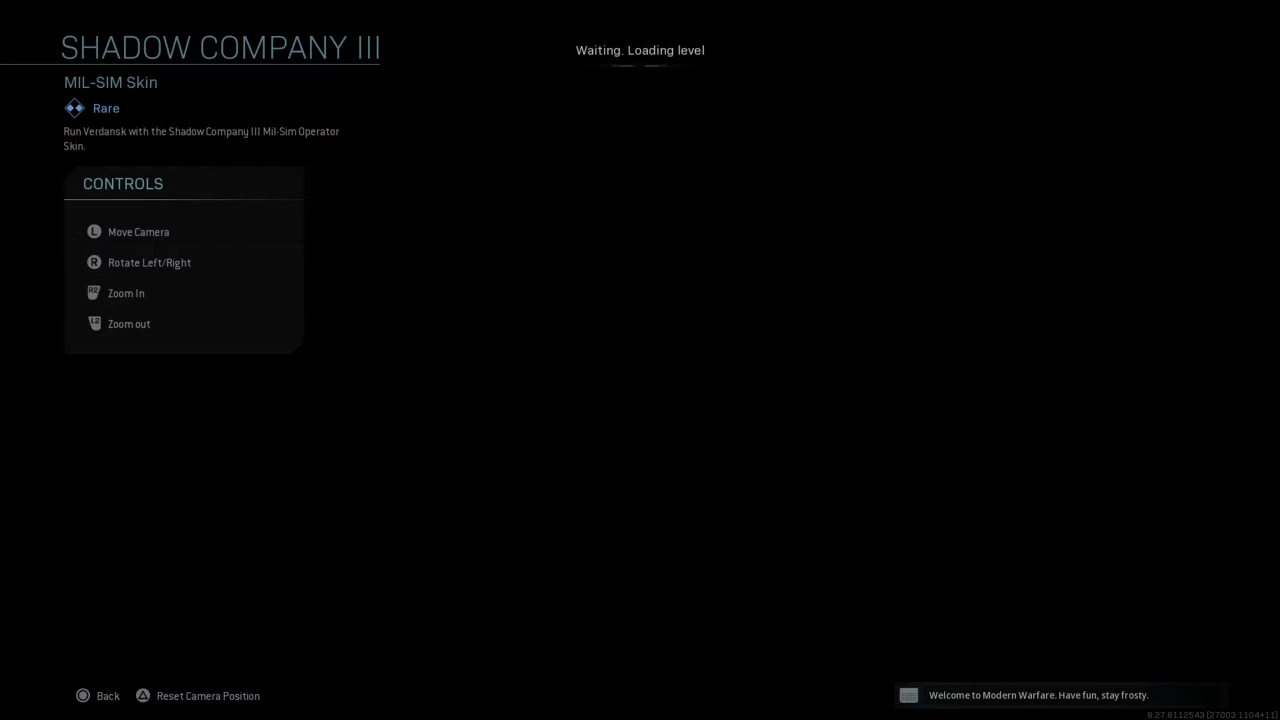 SHADOW COMPANY III
Waiting. Loading level
MIL-SIM Skin
Rare
Run Verdansk with the Shadow Company III Mil-Sim Operator
Skin.
CONTROLS
L Move Camera
R Rotate Left/Right
R2 Zoom In
L2 Zoom out
Back
Reset Camera Position
Welcome to Modern Warfare. Have fun, stay frosty.